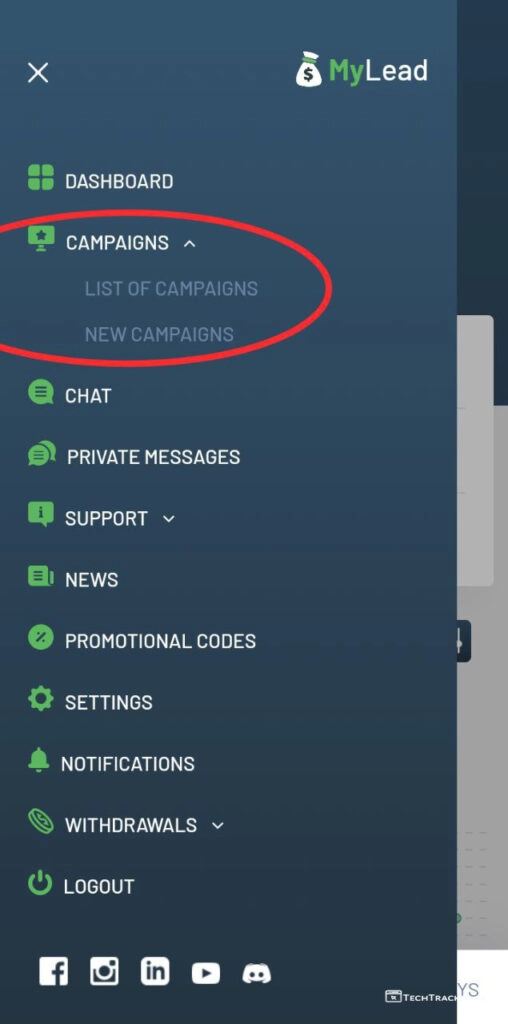 MyLead
DASHBOARD
CAMPAIGNS
LIST OF CAMPAIGNS
NEW CAMPAIGNS
CHAT
PRIVATE MESSAGES
SUPPORT
NEWS
PROMOTIONAL CODES
SETTINGS
NOTIFICATIONS
WITHDRAWALS
LOGOUT
YS